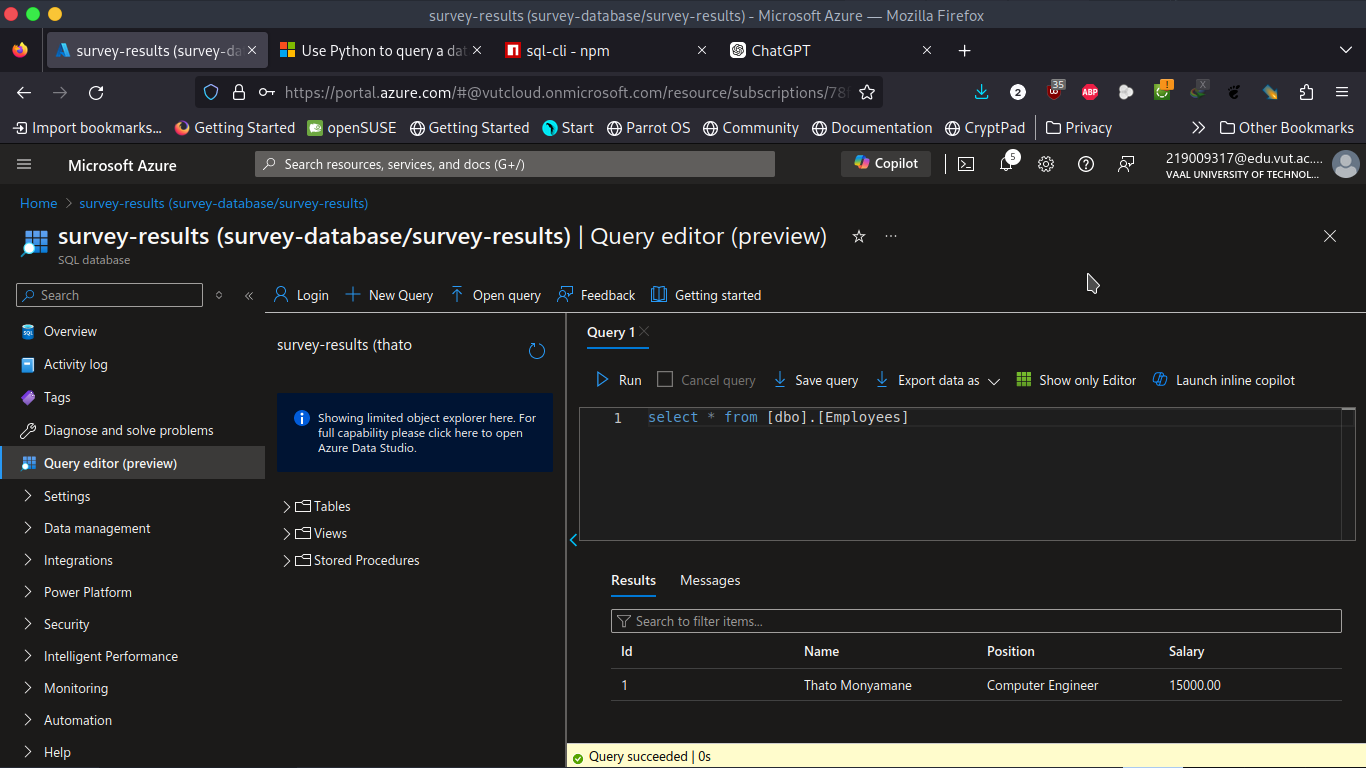 survey-results (survey-database/survey-results) - Microsoft Azure — Mozilla Firefox
survey-results (survey-da
Use Python to query a dat
sql-cli - npm
ChatGPT
https://portal.azure.com/#@vutcloud.onmicrosoft.com/resource/subscriptions/78
2
35
ABP
!
X
Import bookmarks...
Getting Started
openSUSE
Getting Started
Start
Parrot OS
Community
Documentation
CryptPad
Privacy
Other Bookmarks
Microsoft Azure
Search resources, services, and docs (G+/)
Copilot
5
219009317@edu.vut.ac....
VAAL UNIVERSITY OF TECHNOL...
Home > survey-results (survey-database/survey-results)
survey-results (survey-database/survey-results) | Query editor (preview)
SQL database
Search
Login
New Query
Open query
Feedback
Getting started
Overview
Activity log
Tags
Diagnose and solve problems
Query editor (preview)
Settings
Data management
Integrations
Power Platform
Security
Intelligent Performance
Monitoring
Automation
Help
survey-results (thato
Showing limited object explorer here. For
full capability please click here to open
Azure Data Studio.
Tables
Views
Stored Procedures
Query 1
Run
Cancel query
Save query
Export data as
Show only Editor
Launch inline copilot
1 select * from [dbo].[Employees]
Results
Messages
Search to filter items...
Id Name Position Salary
1 Thato Monyamane Computer Engineer 15000.00
Query succeeded | 0s